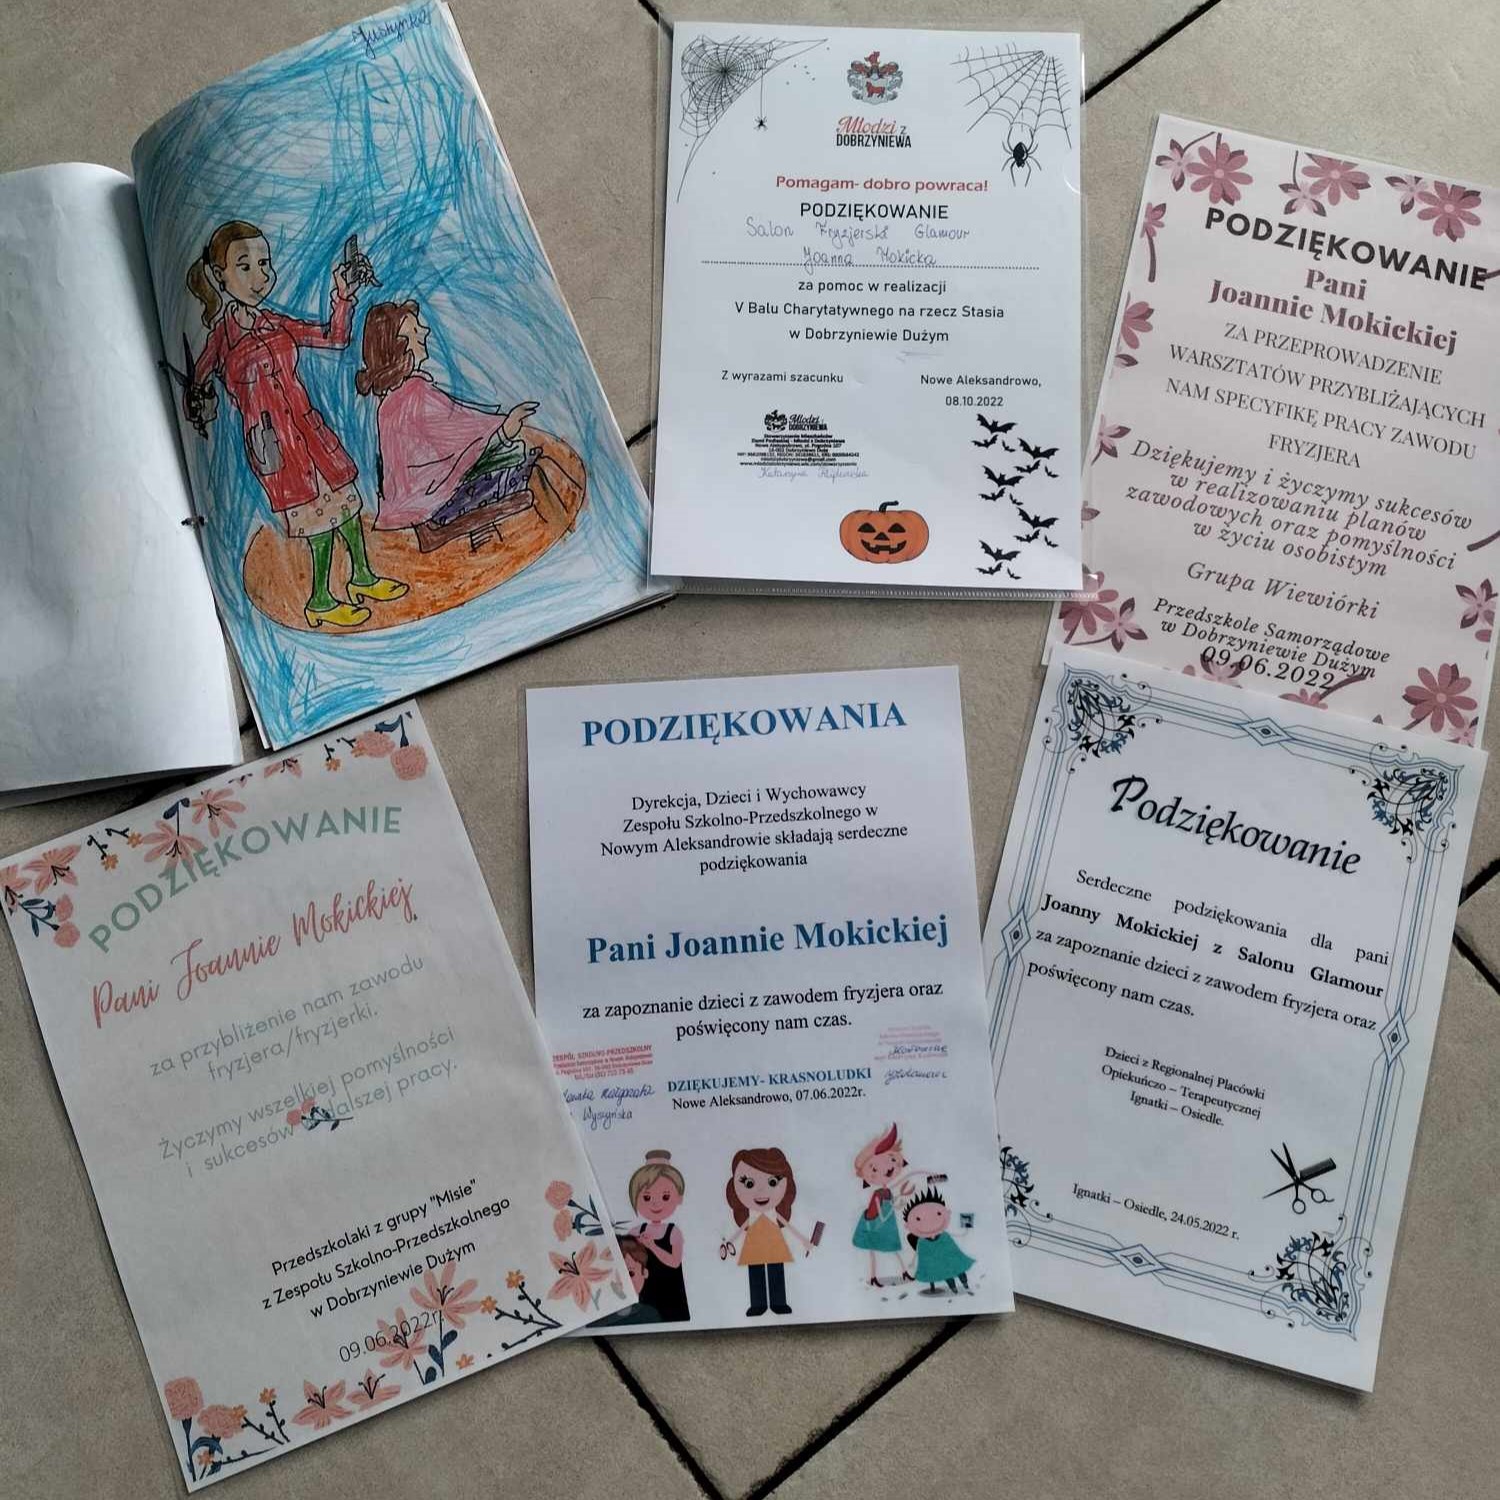 Justynka
Młodzi z
DOBRZYNIEWA
Pomagam- dobro powraca!
PODZIĘKOWANIE
Salon Fryzjerski Glamour
Joanna Mokicka
za pomoc w realizacji
V Balu Charytatywnego na rzecz Stasia
w Dobrzyniewie Dużym
Z wyrazami szacunku
Nowe Aleksandrowo,
08.10.2022
Młodzi z
DOBRZYNIEWA
Katarzyna
PODZIĘKOWANIE
Pani
Joannie Mokickiej
ZA PRZEPROWADZENIE
WARSZTATÓW PRZYBLIŻAJĄCYCH
NAM SPECYFIKĘ PRACY ZAWODU
FRYZJERA
Dziękujemy i życzymy sukcesów
w realizowaniu planów
zawodowych oraz pomyślności
w życiu osobistym
Grupa Wiewiórki
Przedszkole Samorządowe
w Dobrzyniewie Dużym
09.06.2022
PODZIĘKOWANIE
Pani Joannie Mokickiej
za przybliżenie nam zawodu
fryzjera/fryzjerki.
Życzymy wszelkiej pomyślności
i sukcesów w dalszej pracy.
Przedszkolaki z grupy "Misie"
z Zespołu Szkolno-Przedszkolnego
w Dobrzyniewie Dużym
09.06.2022r.
PODZIĘKOWANIA
Dyrekcja, Dzieci i Wychowawcy
Zespołu Szkolno-Przedszkolnego w
Nowym Aleksandrowie składają serdeczne
podziękowania
Pani Joannie Mokickiej
za zapoznanie dzieci z zawodem fryzjera oraz
poświęcony nam czas.
ZESPÓŁ SZKOLNO-PRZEDSZKOLNY
DZIĘKUJEMY- KRASNOLUDKI
Nowe Aleksandrowo, 07.06.2022r.
Małgorzata
Wyszyńska
Podziękowanie
Serdeczne podziękowania dla pani
Joanny Mokickiej z Salonu Glamour
za zapoznanie dzieci z zawodem fryzjera oraz
poświęcony nam czas.
Dzieci z Regionalnej Placówki
Opiekuńczo – Terapeutycznej
Ignatki – Osiedle.
Ignatki – Osiedle, 24.05.2022 r.